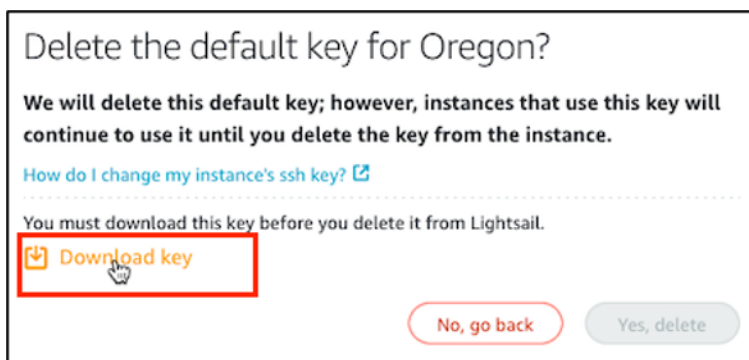 Delete the default key for Oregon?
We will delete this default key; however, instances that use this key will
continue to use it until you delete the key from the instance.
How do I change my instance's ssh key?
You must download this key before you delete it from Lightsail.
Download key
No, go back
Yes, delete